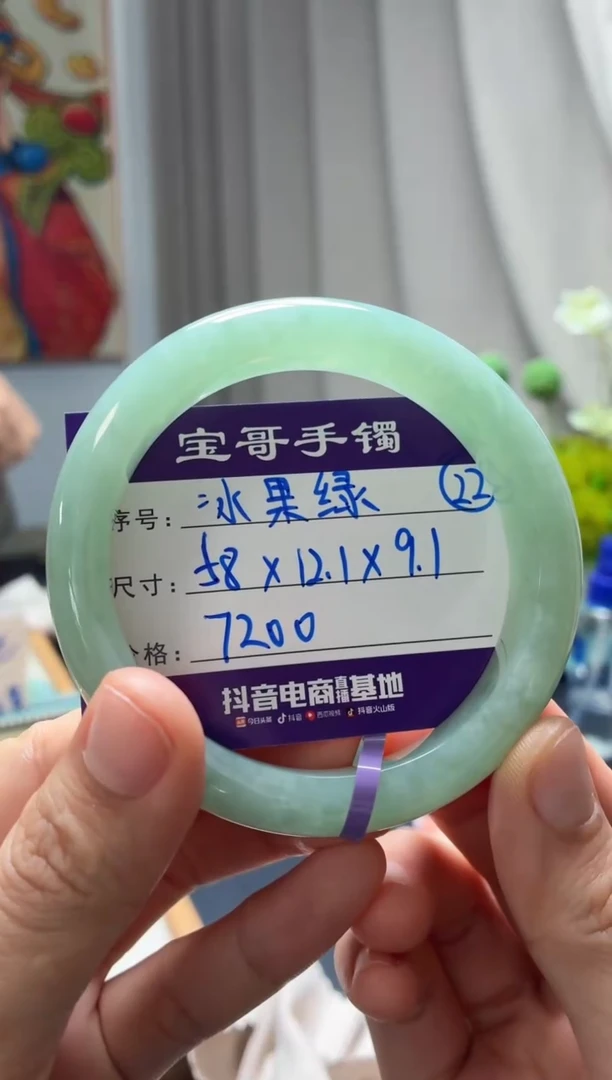 宝哥手镯
序号: 冰果绿 22
尺寸: 58×12.1×9.1
格: 7200
抖音电商直播基地
今日头条 抖音 西瓜视频 抖音火山版